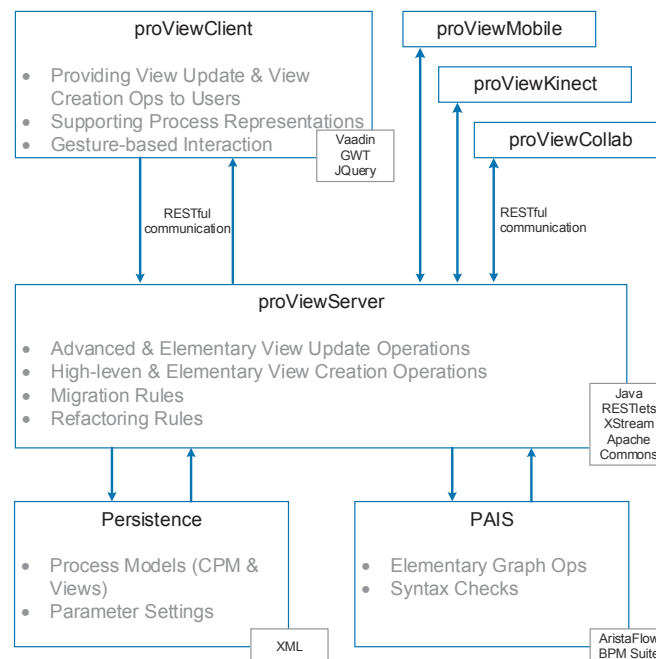 proViewClient
• Providing View Update & View
Creation Ops to Users
• Supporting Process Representations
• Gesture-based Interaction
Vaadin
GWT
JQuery
proViewMobile
proViewKinect
proViewCollab
RESTful
communication
RESTful
communication
proViewServer
• Advanced & Elementary View Update Operations
• High-leven & Elementary View Creation Operations
• Migration Rules
• Refactoring Rules
Java
RESTlets
XStream
Apache
Commons
Persistence
• Process Models (CPM &
Views)
• Parameter Settings
XML
PAIS
• Elementary Graph Ops
• Syntax Checks
AristaFlow
BPM Suite